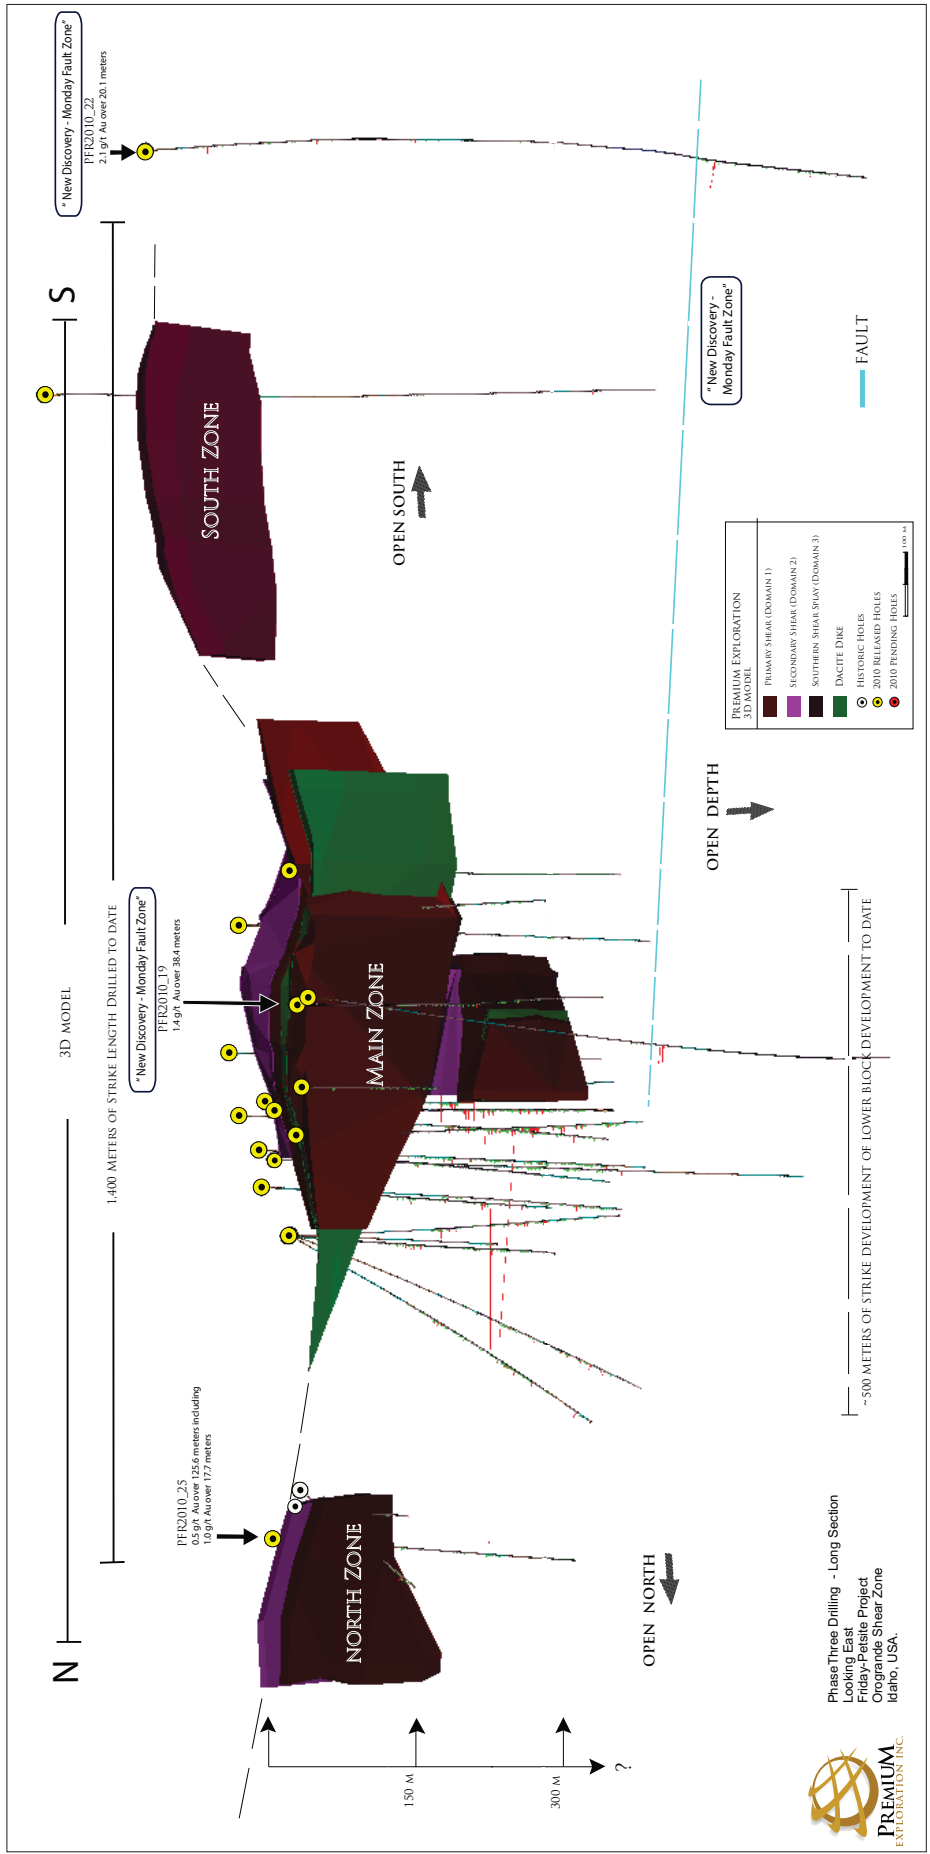 N
3D MODEL
S
1,400 METERS OF STRIKE LENGTH DRILLED TO DATE
" New Discovery - Monday Fault Zone"
PFR2010_22
2.1 g/t Au over 20.1 meters
"New Discovery - Monday Fault Zone"
PFR2010_19
1.4 g/t Au over 38.4 meters
PFR2010_25
0.5 g/t Au over 125.6 meters including
1.0 g/t Au over 17.7 meters
NORTH ZONE
MAIN ZONE
SOUTH ZONE
150 M
300 M
?
OPEN NORTH
OPEN SOUTH
OPEN DEPTH
" New Discovery -
Monday Fault Zone"
FAULT
PREMIUM EXPLORATION
3D MODEL
PRIMARY SHEAR (DOMAIN 1)
SECONDARY SHEAR (DOMAIN 2)
SOUTHERN SHEAR SPLAY (DOMAIN 3)
DACITE DIKE
HISTORIC HOLES
2010 RELEASED HOLES
2010 PENDING HOLES
100 M
~500 METERS OF STRIKE DEVELOPMENT OF LOWER BLOCK DEVELOPMENT TO DATE
PhaseThree Drilling - Long Section
Looking East
Friday-Petsite Project
Orogrande Shear Zone
Idaho, USA.
PREMIUM
EXPLORATION INC.